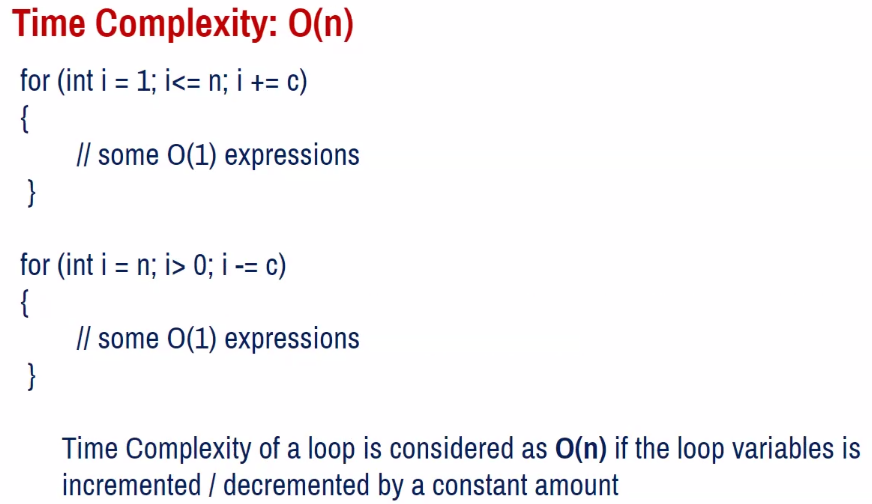 Time Complexity: O(n)
for (int i = 1; i<= n; i += c)
{
// some O(1) expressions
}
for (int i = n; i> 0; i -= c)
{
// some O(1) expressions
}
Time Complexity of a loop is considered as O(n) if the loop variables is
incremented / decremented by a constant amount